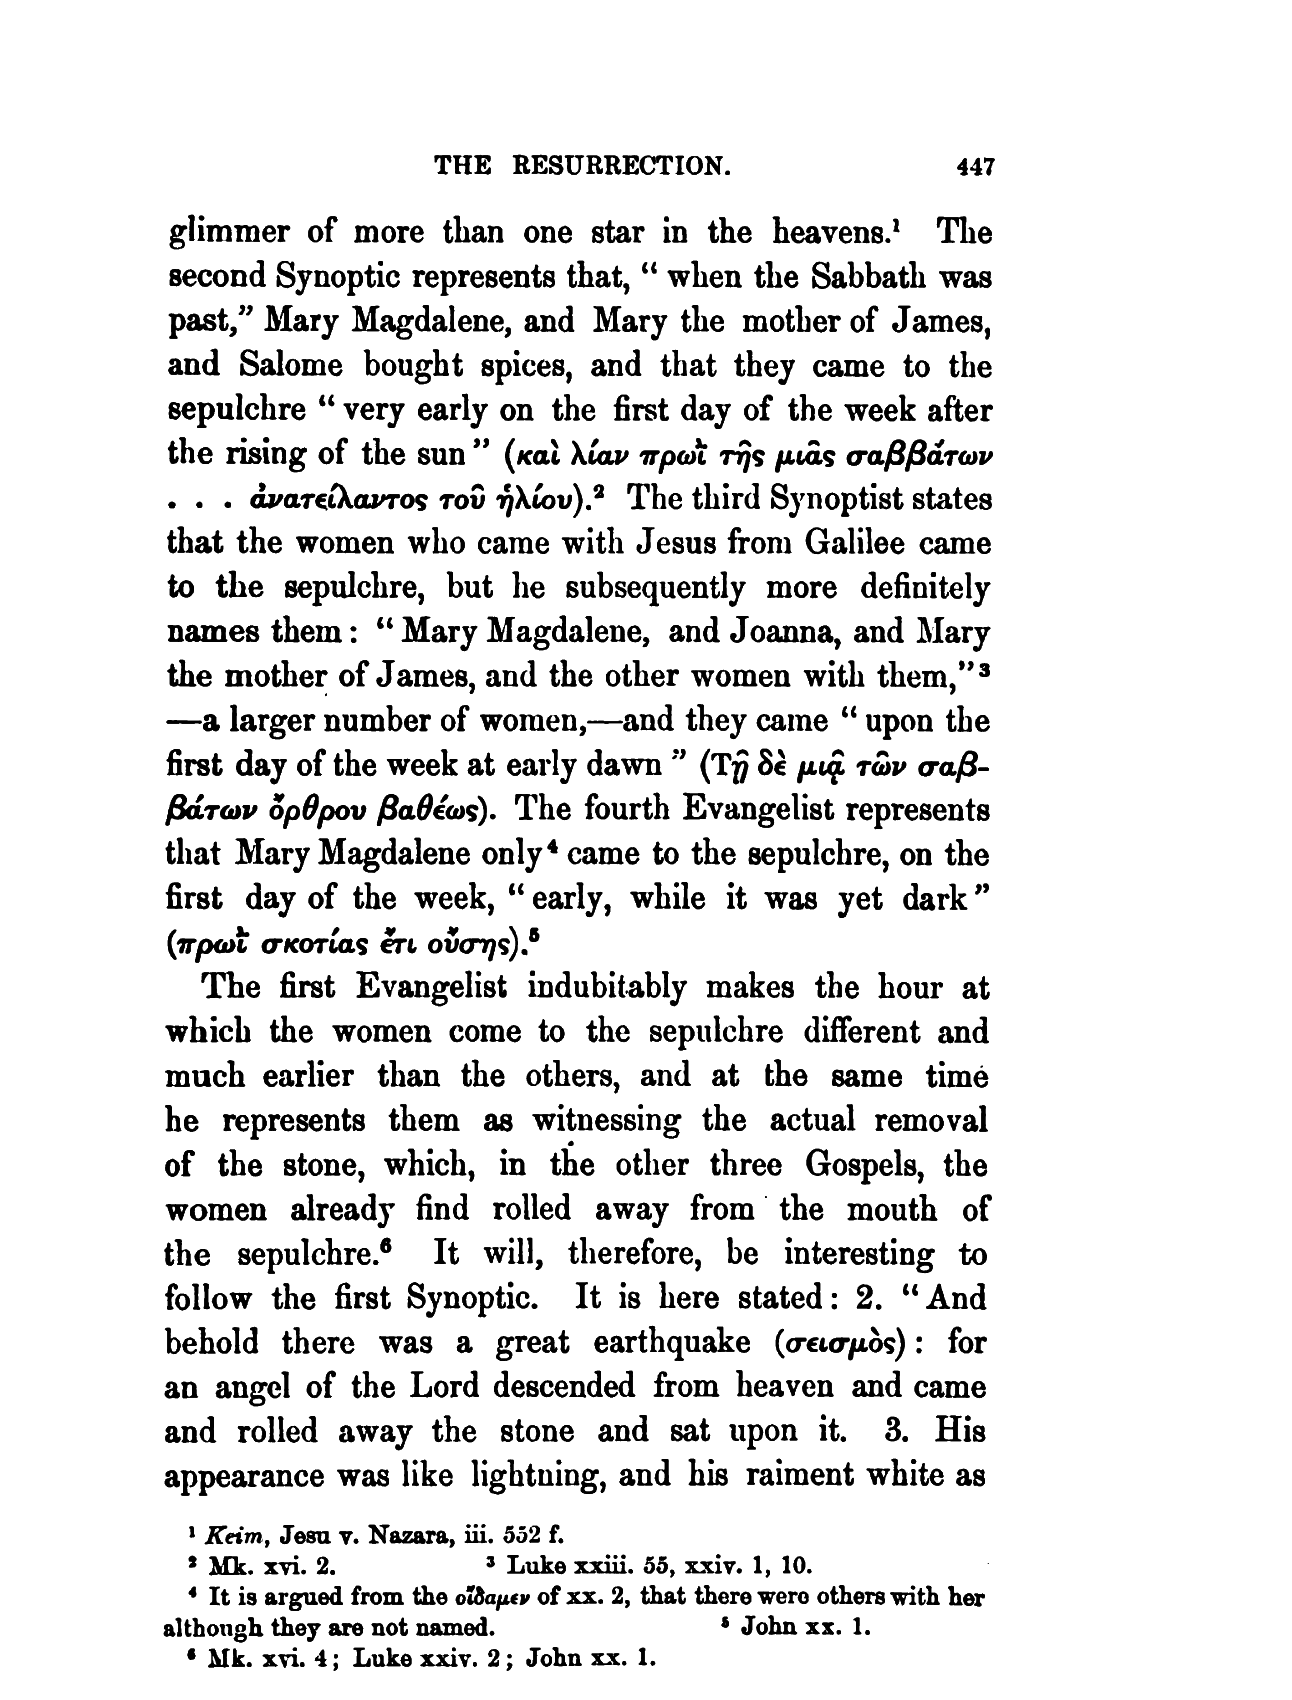 THE RESURRECTION. 447
glimmer of more than one star in the heavens.¹ The
second Synoptic represents that, “ when the Sabbath was
past,” Mary Magdalene, and Mary the mother of James,
and Salome bought spices, and that they came to the
sepulchre “ very early on the first day of the week after
the rising of the sun ” (καὶ λίαν πρωῒ τῆς μιᾶς σαββάτων
. . . ἀνατείλαντος τοῦ ἡλίου).² The third Synoptist states
that the women who came with Jesus from Galilee came
to the sepulchre, but he subsequently more definitely
names them : “ Mary Magdalene, and Joanna, and Mary
the mother of James, and the other women with them,”³
—a larger number of women,—and they came “ upon the
first day of the week at early dawn ” (Τῇ δὲ μιᾷ τῶν σαβ-
βάτων ὄρθρου βαθέως). The fourth Evangelist represents
that Mary Magdalene only⁴ came to the sepulchre, on the
first day of the week, “ early, while it was yet dark ”
(πρωῒ σκοτίας ἔτι οὔσης).⁵
The first Evangelist indubitably makes the hour at
which the women come to the sepulchre different and
much earlier than the others, and at the same time
he represents them as witnessing the actual removal
of the stone, which, in the other three Gospels, the
women already find rolled away from the mouth of
the sepulchre.⁶ It will, therefore, be interesting to
follow the first Synoptic. It is here stated : 2. “ And
behold there was a great earthquake (σεισμὸς) : for
an angel of the Lord descended from heaven and came
and rolled away the stone and sat upon it. 3. His
appearance was like lightning, and his raiment white as
¹ Keim, Jesu v. Nazara, iii. 552 f.
² Mk. xvi. 2. ³ Luke xxiii. 55, xxiv. 1, 10.
⁴ It is argued from the οἴδαμεν of xx. 2, that there were others with her
although they are not named. ⁵ John xx. 1.
⁶ Mk. xvi. 4 ; Luke xxiv. 2 ; John xx. 1.